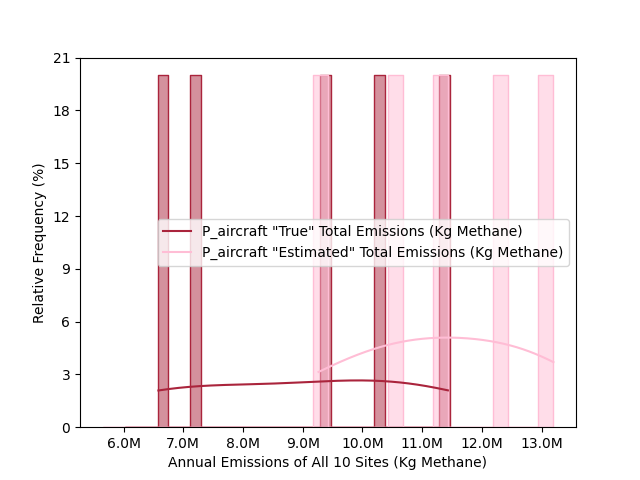 21
18
15
12
9
6
3
0
Relative Frequency (%)
P_aircraft "True" Total Emissions (Kg Methane)
P_aircraft "Estimated" Total Emissions (Kg Methane)
6.0M 7.0M 8.0M 9.0M 10.0M 11.0M 12.0M 13.0M
Annual Emissions of All 10 Sites (Kg Methane)